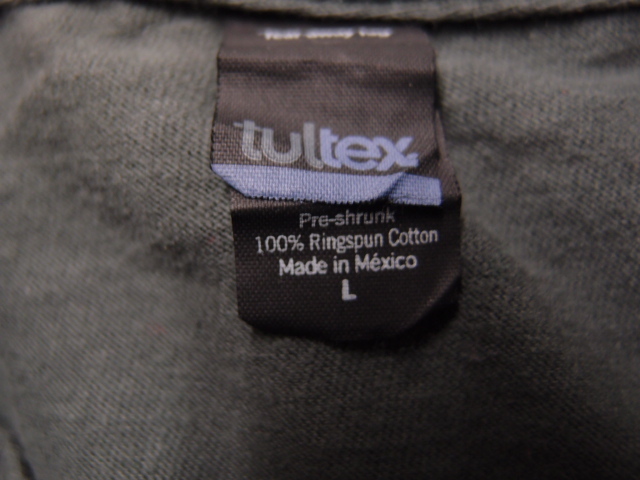 tultex
Pre-shrunk
100% Ringspun Cotton
Made in México
L